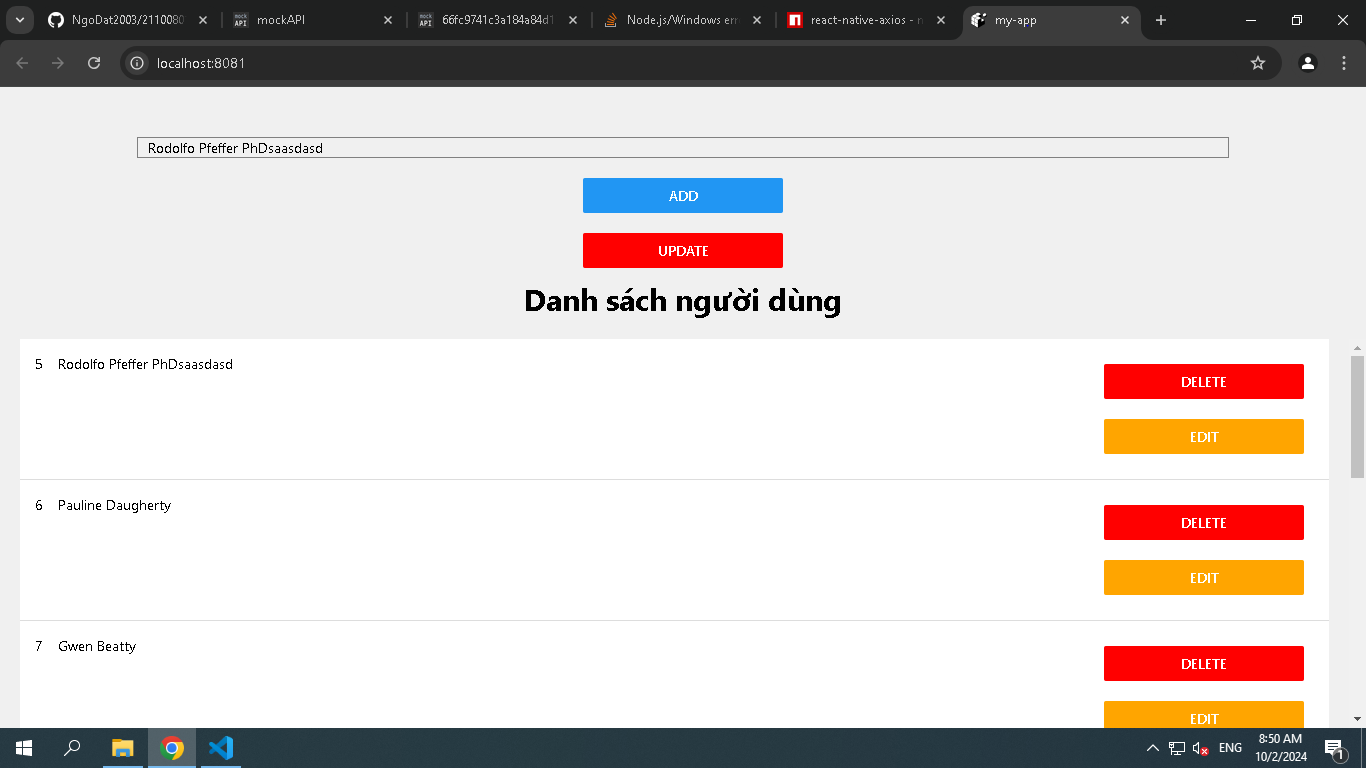 NgoDat2003/2110080
mockAPI
66fc9741c3a184a84d1
Node.js/Windows err
react-native-axios - n
my-app
localhost:8081
Rodolfo Pfeffer PhDsaasdasd
ADD
UPDATE
Danh sách người dùng
5 Rodolfo Pfeffer PhDsaasdasd
DELETE
EDIT
6 Pauline Daugherty
DELETE
EDIT
7 Gwen Beatty
DELETE
EDIT
ENG
8:50 AM
10/2/2024
1